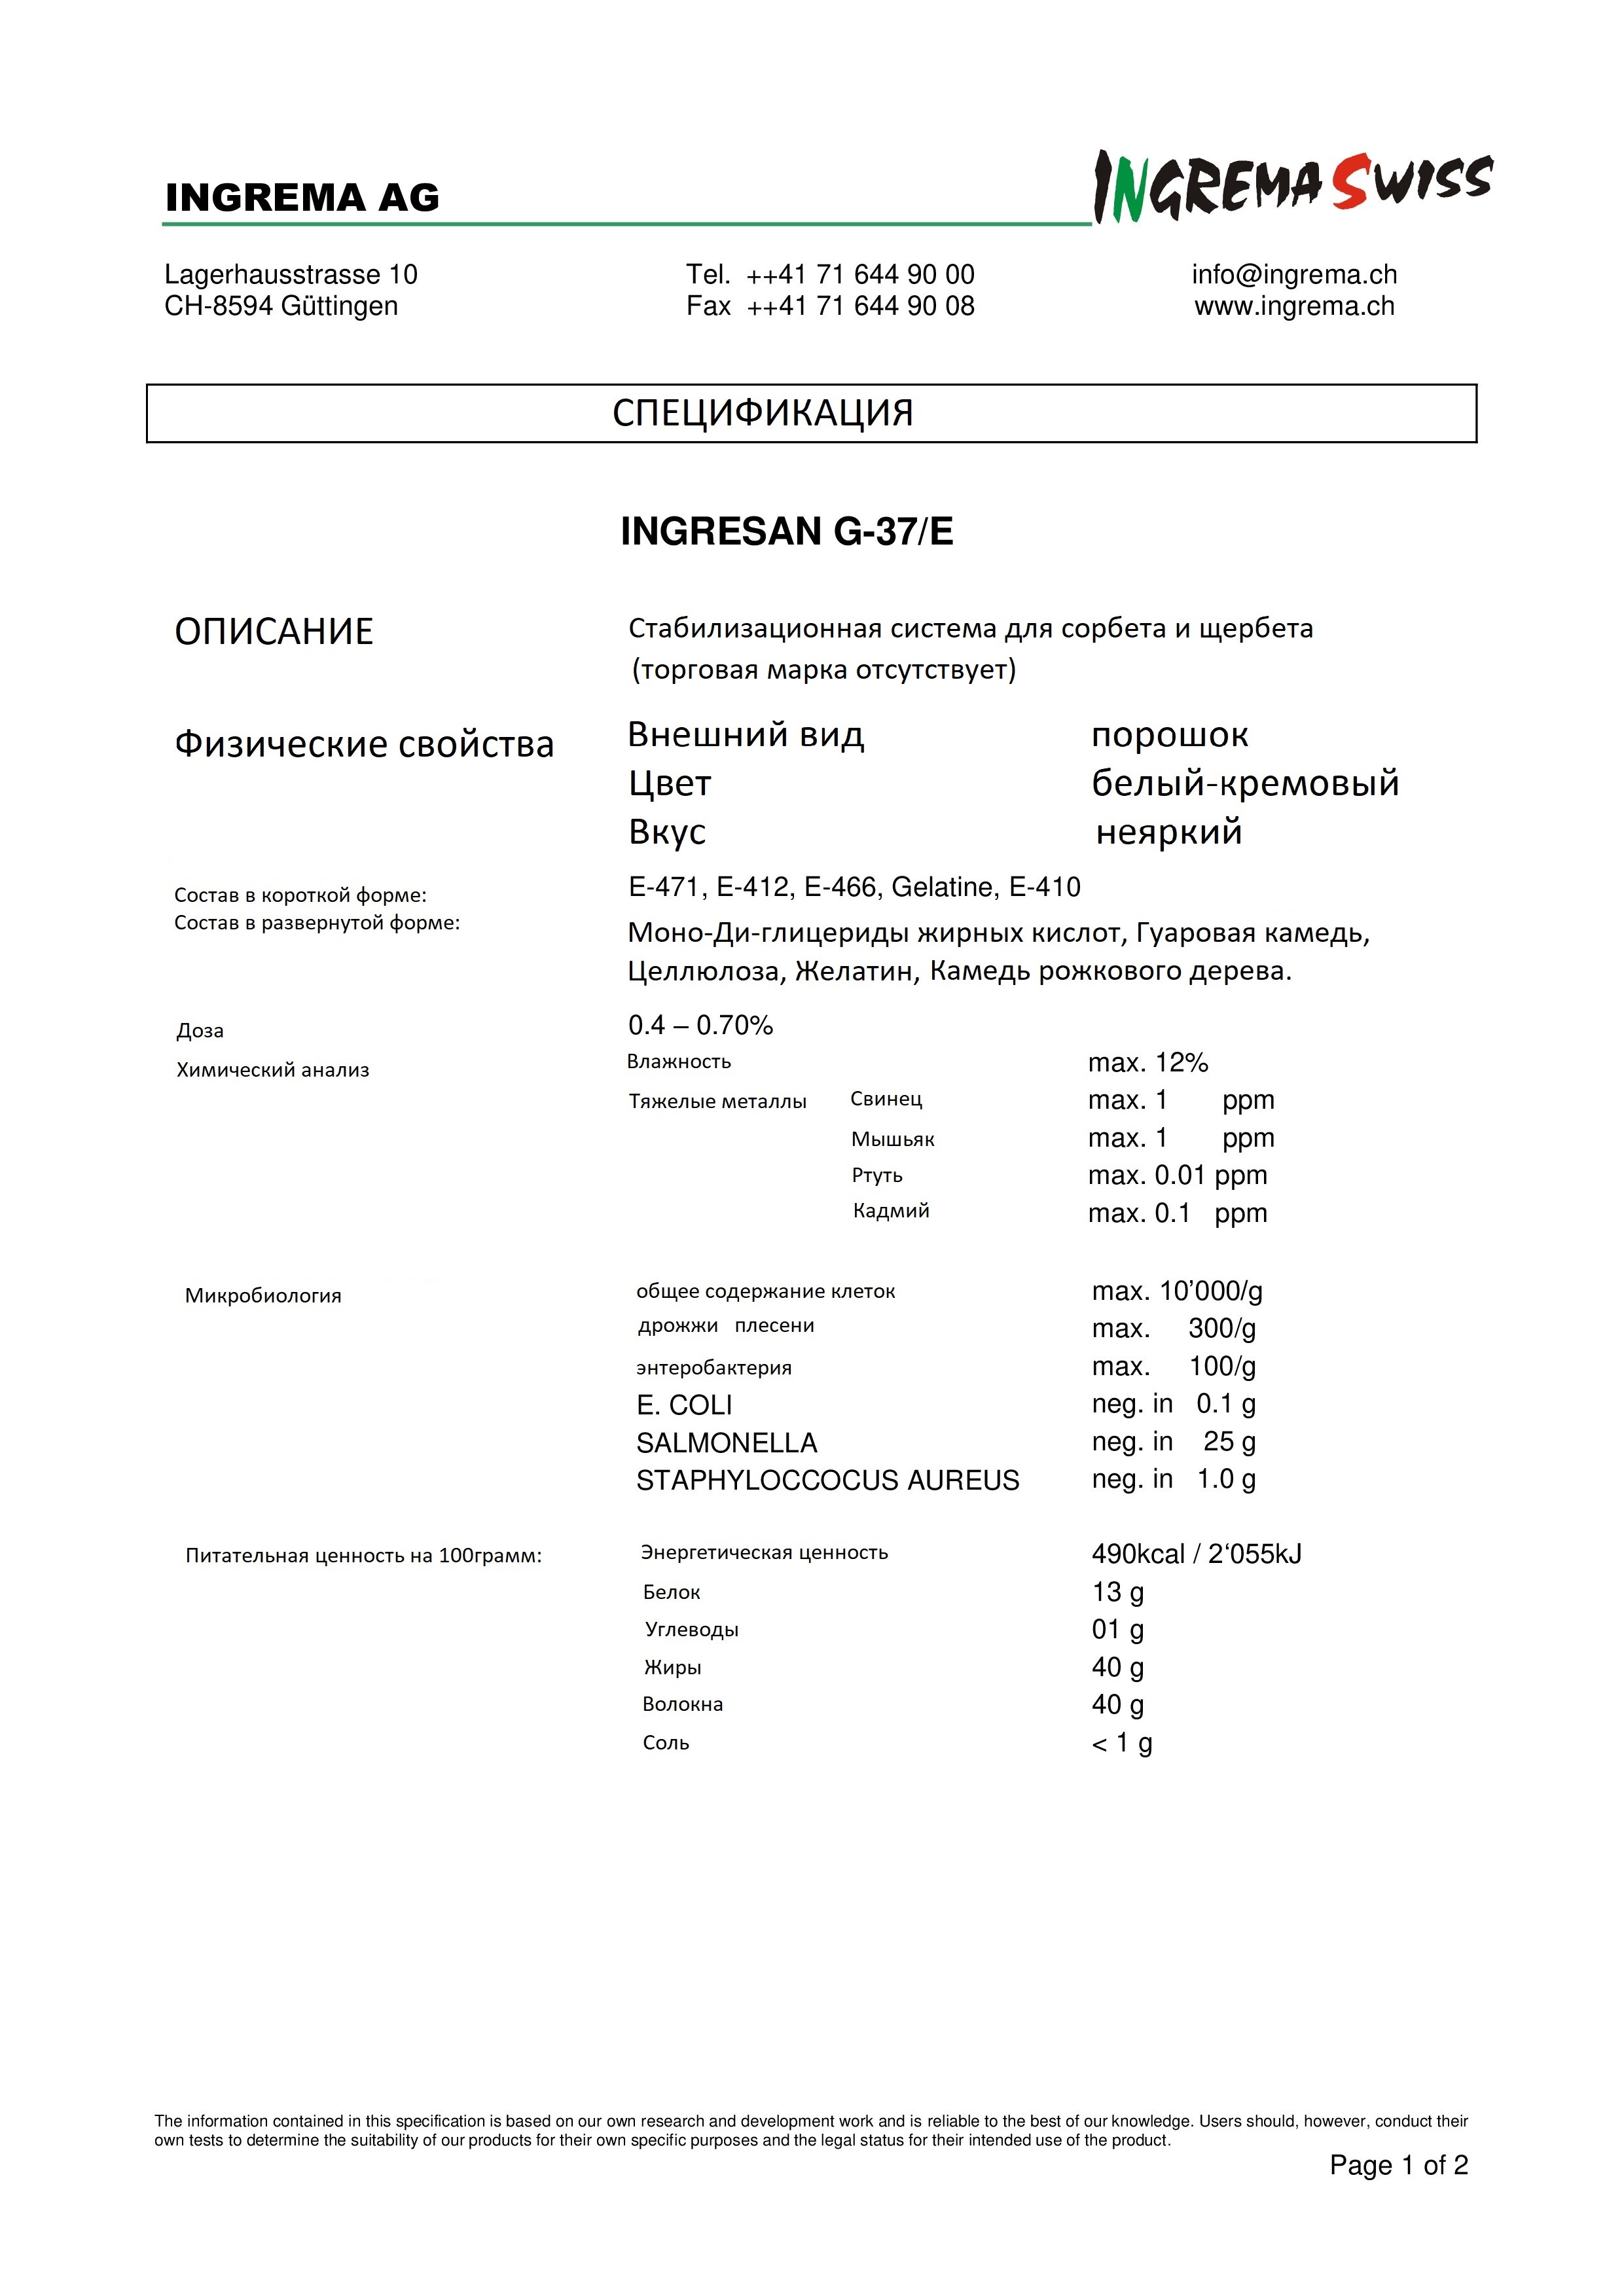 INGREMA AG
INGREMA SWISS
Lagerhausstrasse 10 Tel. ++41 71 644 90 00 info@ingrema.ch
CH-8594 Güttingen Fax ++41 71 644 90 08 www.ingrema.ch
СПЕЦИФИКАЦИЯ
INGRESAN G-37/E
ОПИСАНИЕ Стабилизационная система для сорбета и щербета
(торговая марка отсутствует)
Физические свойства Внешний вид порошок
Цвет белый-кремовый
Вкус неяркий
Состав в короткой форме: E-471, E-412, E-466, Gelatine, E-410
Состав в развернутой форме: Моно-Ди-глицериды жирных кислот, Гуаровая камедь,
Целлюлоза, Желатин, Камедь рожкового дерева.
Доза 0.4 – 0.70%
Химический анализ Влажность max. 12%
Тяжелые металлы Свинец max. 1 ppm
Мышьяк max. 1 ppm
Ртуть max. 0.01 ppm
Кадмий max. 0.1 ppm
Микробиология общее содержание клеток max. 10’000/g
дрожжи плесени max. 300/g
энтеробактерия max. 100/g
E. COLI neg. in 0.1 g
SALMONELLA neg. in 25 g
STAPHYLOCCOCUS AUREUS neg. in 1.0 g
Питательная ценность на 100грамм: Энергетическая ценность 490kcal / 2‘055kJ
Белок 13 g
Углеводы 01 g
Жиры 40 g
Волокна 40 g
Соль < 1 g
The information contained in this specification is based on our own research and development work and is reliable to the best of our knowledge. Users should, however, conduct their
own tests to determine the suitability of our products for their own specific purposes and the legal status for their intended use of the product.
Page 1 of 2